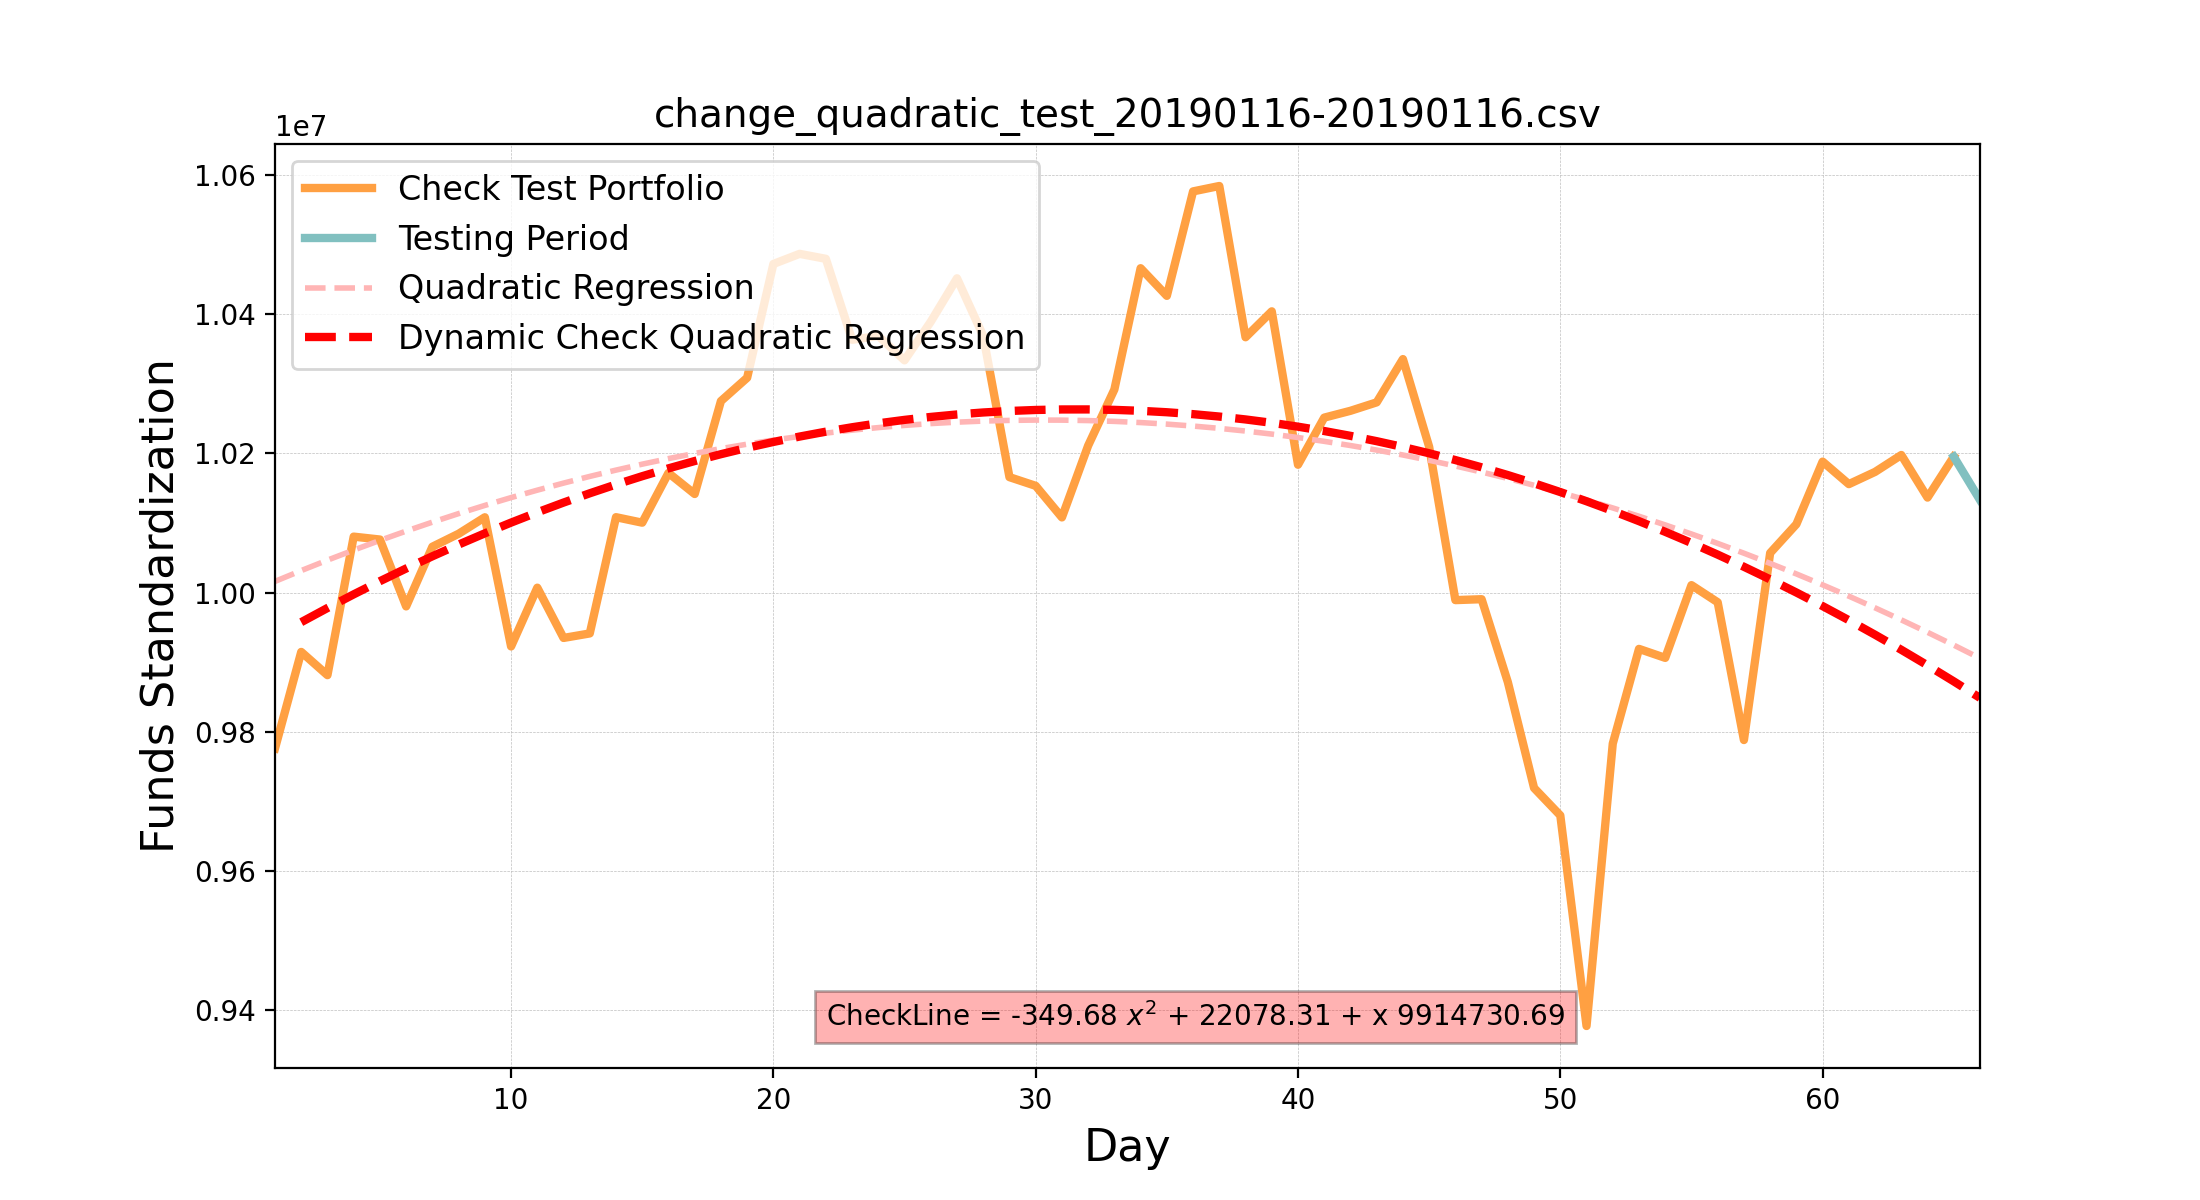 change_quadratic_test_20190116-20190116.csv
1e7
Check Test Portfolio
Testing Period
Quadratic Regression
Dynamic Check Quadratic Regression
1.06
1.04
1.02
1.00
0.98
0.96
0.94
Funds Standardization
CheckLine = -349.68 x² + 22078.31 + x 9914730.69
10 20 30 40 50 60
Day